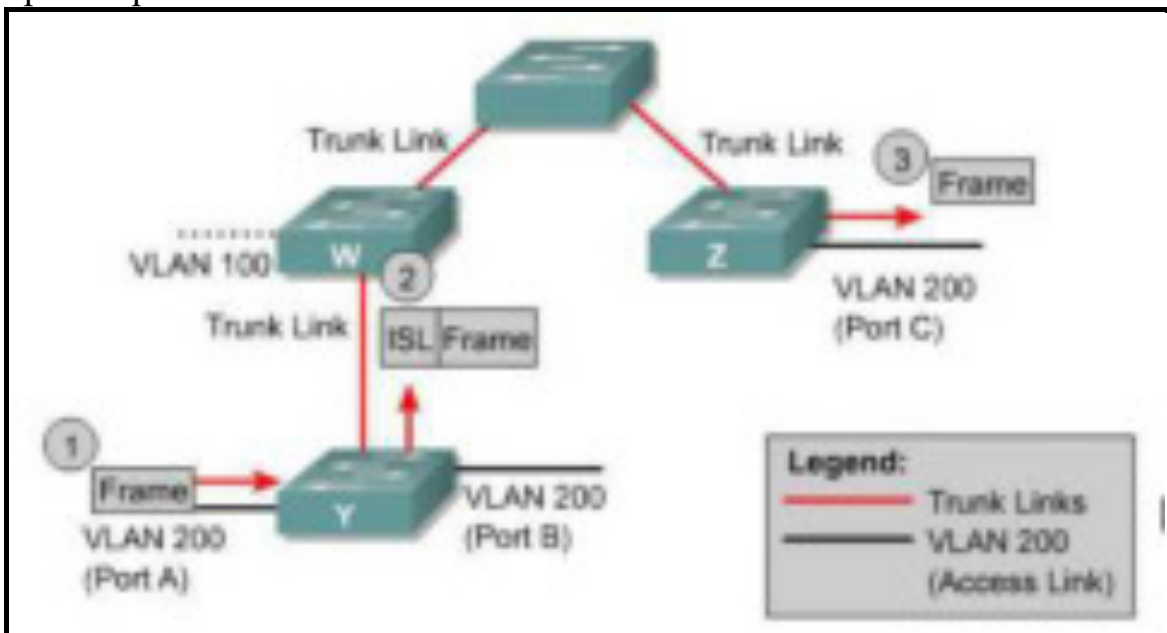 Trunk Link
Trunk Link
3
Frame
W
VLAN 100
2
Z
VLAN 200
(Port C)
Trunk Link
ISL Frame
1
Frame
Y
VLAN 200
(Port A)
VLAN 200
(Port B)
Legend:
Trunk Links
VLAN 200
(Access Link)